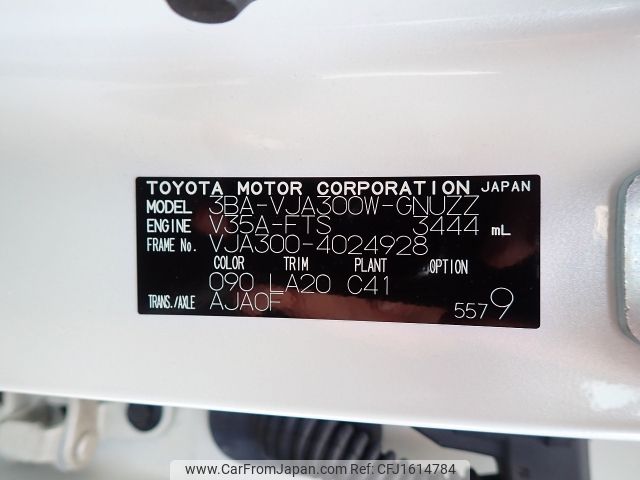 TOYOTA MOTOR CORPORATION JAPAN
MODEL 3BA-VJA300W-GNUZZ
ENGINE V35A-FTS 3444 mL
FRAME No. VJA300-4024928
COLOR TRIM PLANT OPTION
090 LA20 C41
TRANS./AXLE AJA0F
5579
www.CarFromJapan.com - Ref No.CFJ1614784